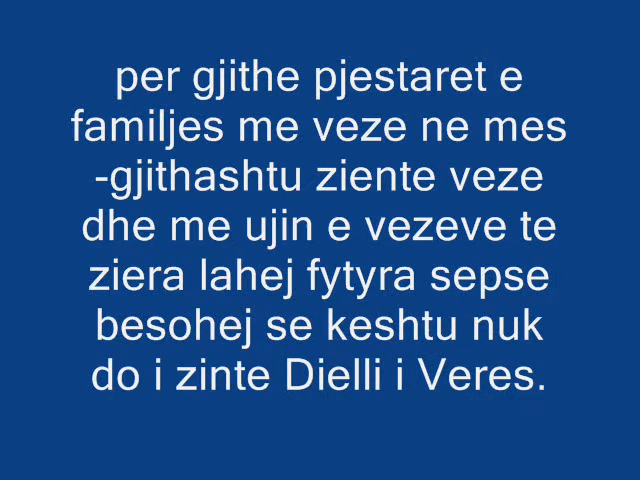 per gjithe pjestaret e
familjes me veze ne mes
-gjithashtu ziente veze
dhe me ujin e vezeve te
ziera lahej fytyra sepse
besohej se keshtu nuk
do i zinte Dielli i Veres.